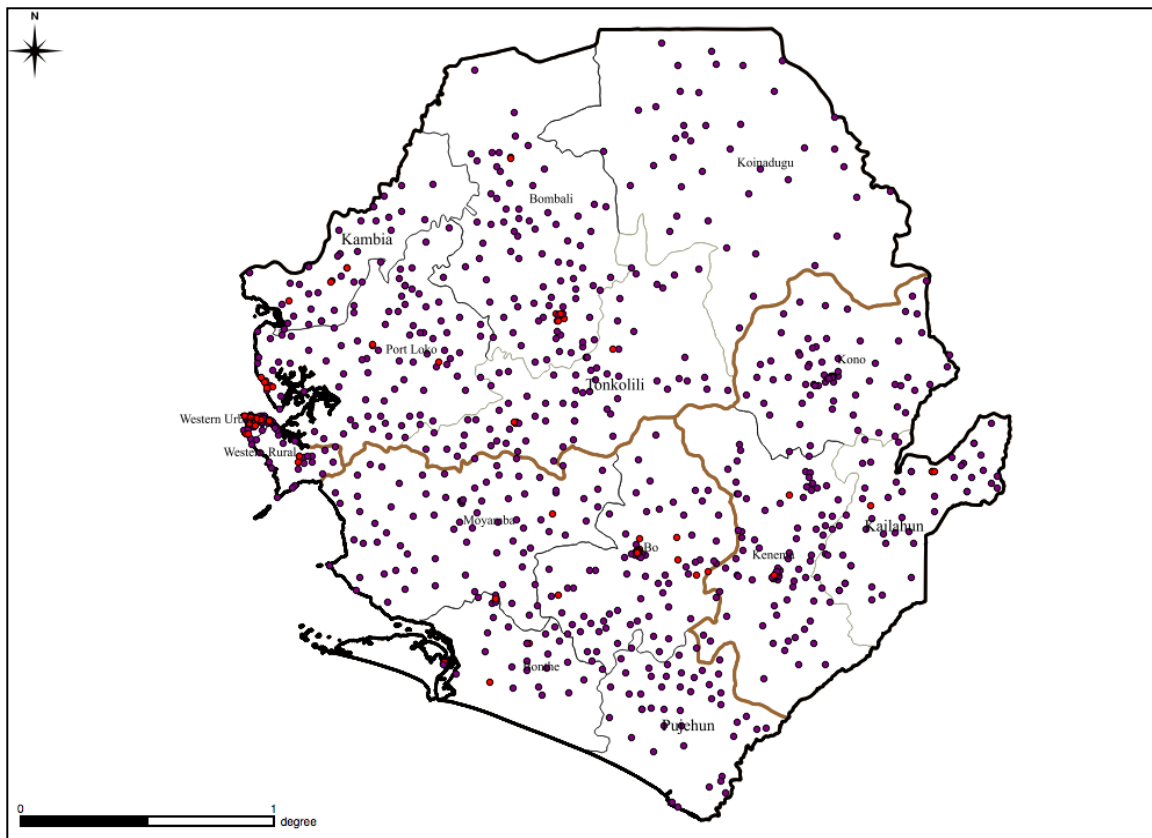 N
Koinadugu
Bombali
Kambia
Port Loko
Kono
Tonkolili
Western Urb
Western Rural
Moyamba
Kailahun
Bo
Kenema
Bonthe
Pujehun
0 1
degree